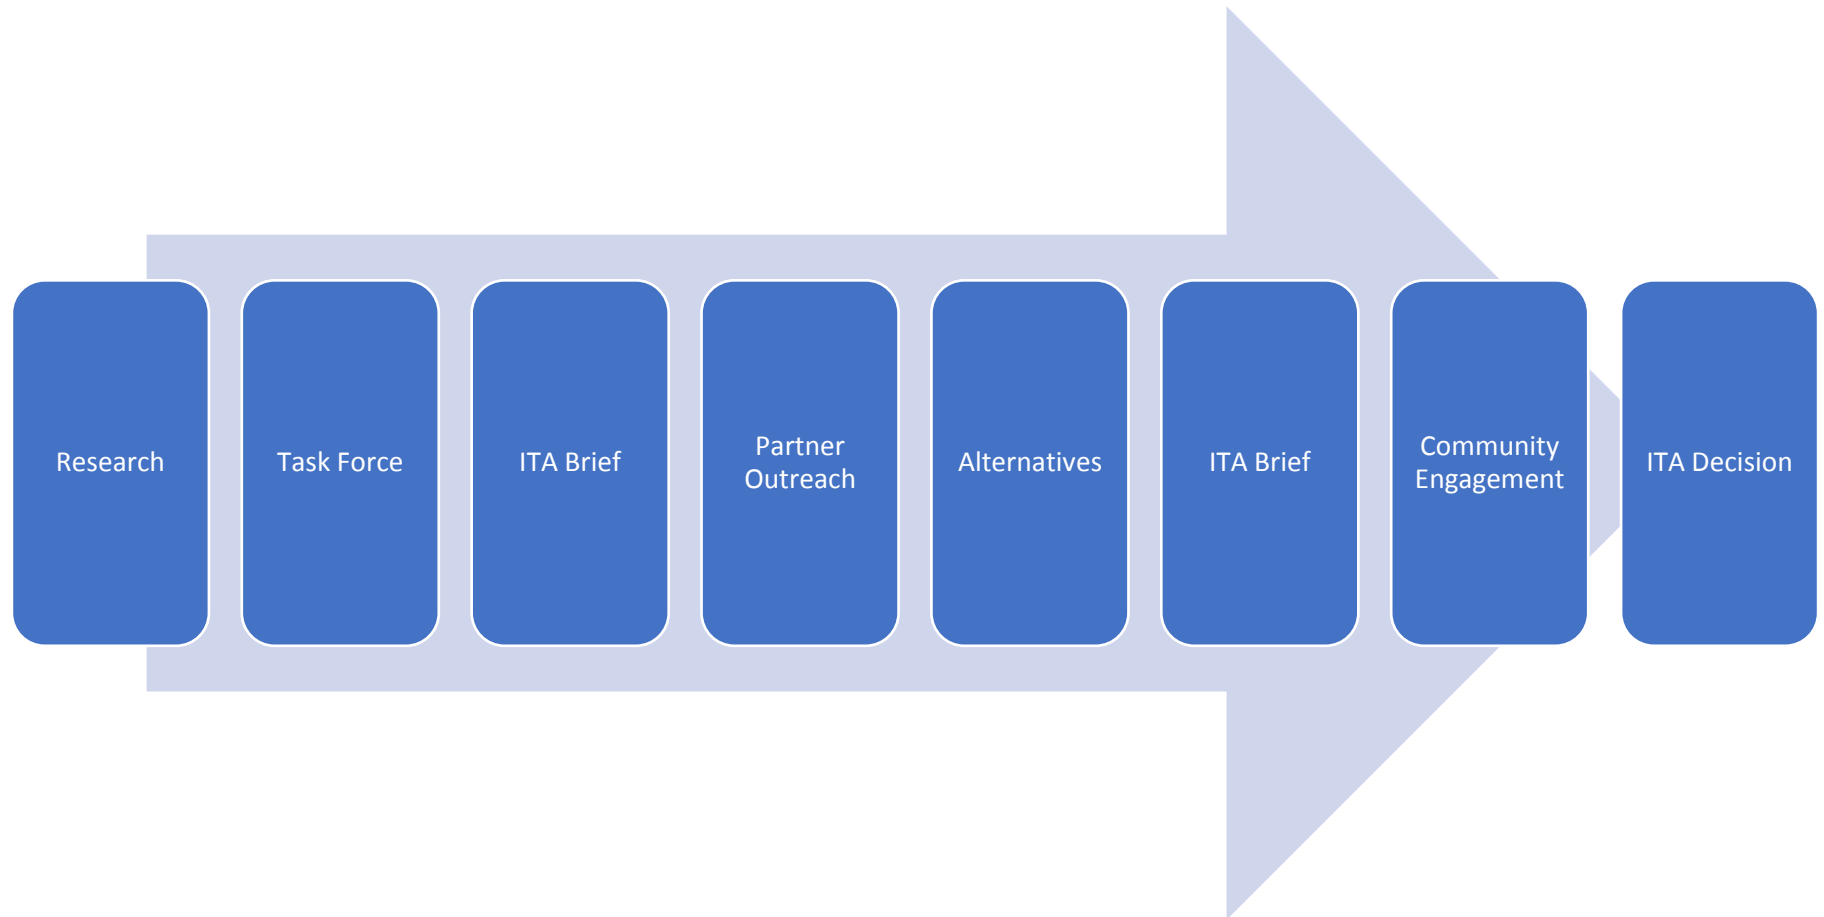 Research
Task Force
ITA Brief
Partner
Outreach
Alternatives
ITA Brief
Community
Engagement
ITA Decision